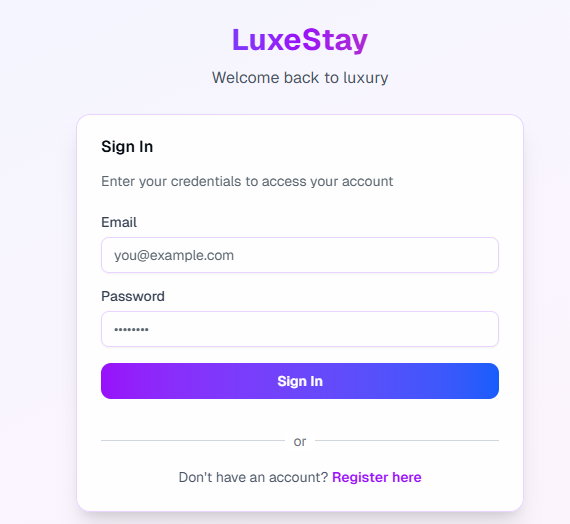 LuxeStay
Welcome back to luxury
Sign In
Enter your credentials to access your account
Email
you@example.com
Password
••••••••
Sign In
or
Don't have an account? Register here